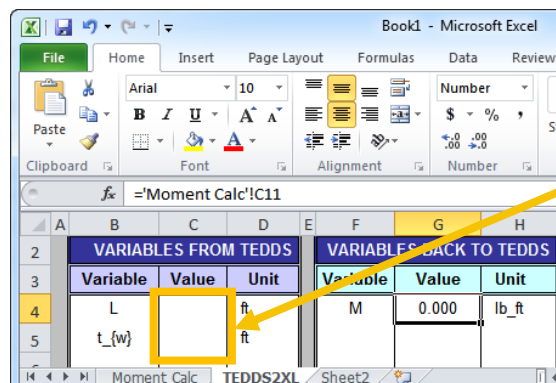 Book1 - Microsoft Excel
File Home Insert Page Layout Formulas Data Review
Arial 10 Number
B I U A A $ % ,
Paste
.0 .00
.00 .0
Clipboard Font Alignment Number
fx ='Moment Calc'!C11
A B C D E F G H
2 VARIABLES FROM TEDDS VARIABLES BACK TO TEDDS
3 Variable Value Unit Variable Value Unit
4 L ft M 0.000 lb_ft
5 t_{w} ft
Moment Calc TEDDS2XL Sheet2